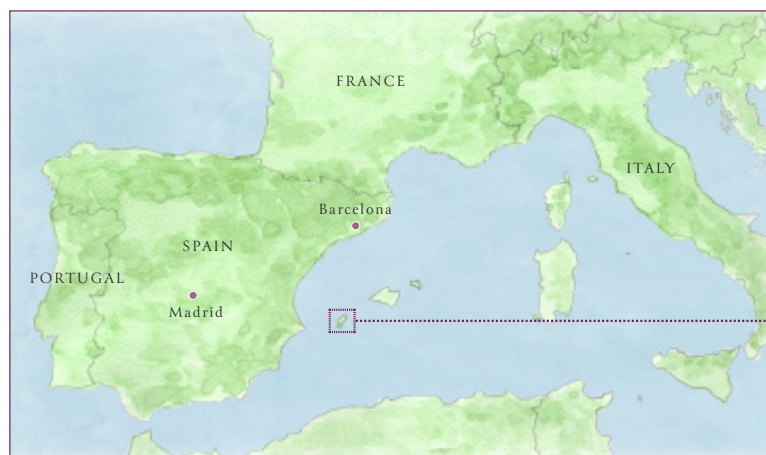 FRANCE
ITALY
Barcelona
SPAIN
PORTUGAL
Madrid